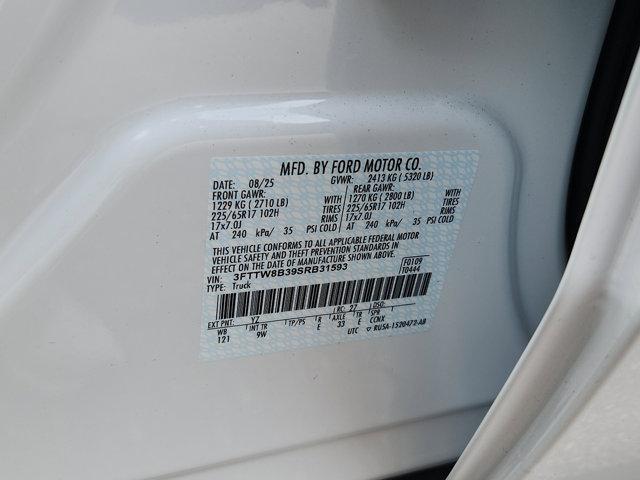 MFD. BY FORD MOTOR CO.
DATE: 08/25 GVWR: 2413 KG ( 5320 LB)
FRONT GAWR: REAR GAWR:
1229 KG ( 2710 LB) WITH 1270 KG ( 2800 LB) WITH
225/65R17 102H TIRES 225/65R17 102H TIRES
17x7.0J RIMS 17x7.0J RIMS
AT 240 kPa/ 35 PSI COLD AT 240 kPa/ 35 PSI COLD
THIS VEHICLE CONFORMS TO ALL APPLICABLE FEDERAL MOTOR
VEHICLE SAFETY AND THEFT PREVENTION STANDARDS IN
EFFECT ON THE DATE OF MANUFACTURE SHOWN ABOVE.
VIN: 3FTTW8B39SRB31593 F0109
TYPE: Truck T0444
EXT PNT: YZ RC: 27 DSO:
WB INT TR TP/PS R AXLE TR SPR
121 9W E 33 E CCNX
UTC RU5A-1520472-AB